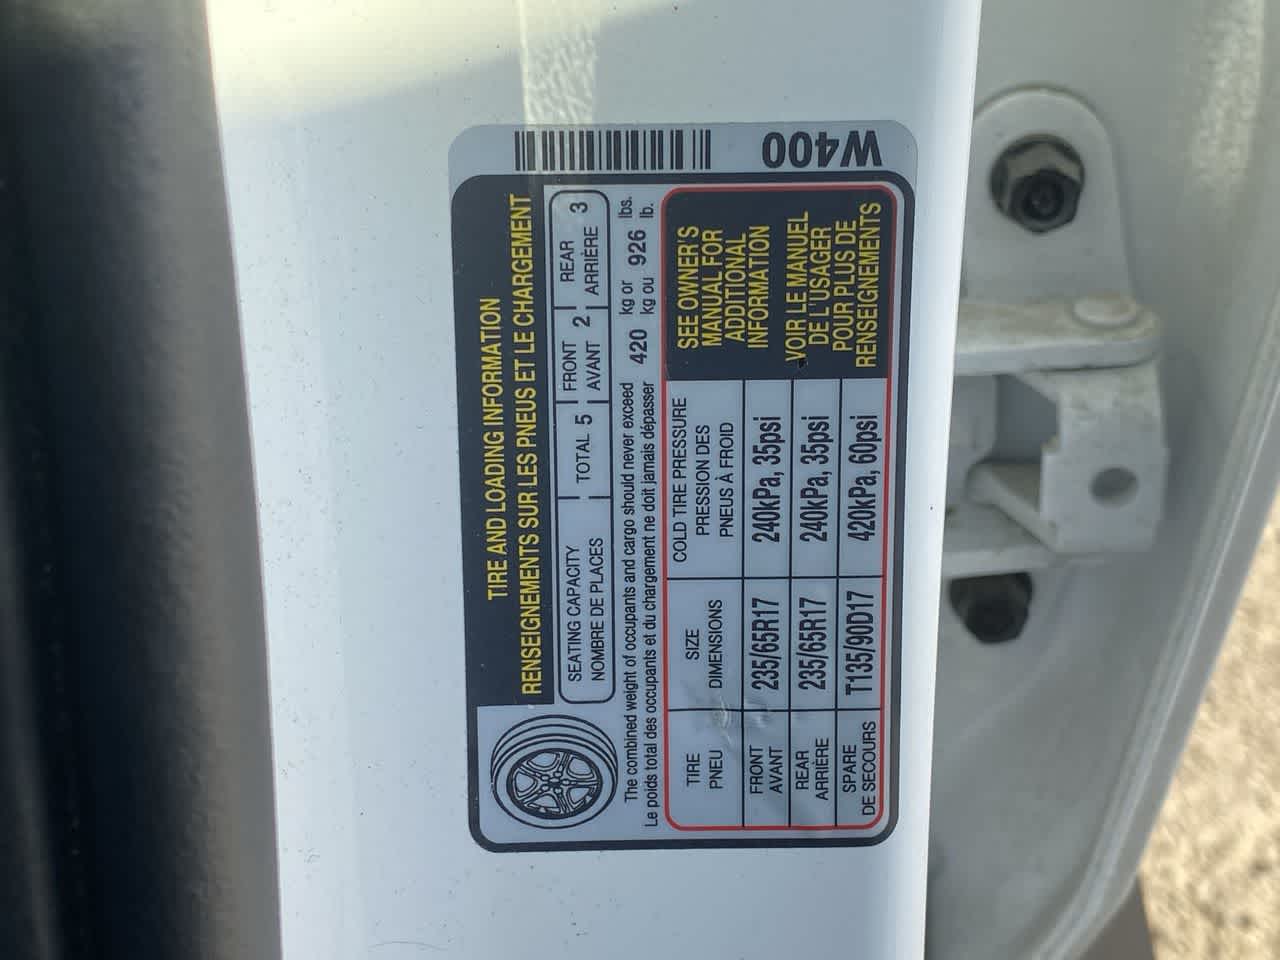 W400
TIRE AND LOADING INFORMATION
RENSEIGNEMENTS SUR LES PNEUS ET LE CHARGEMENT
SEATING CAPACITY
NOMBRE DE PLACES
TOTAL 5
FRONT
AVANT 2
REAR
ARRIÈRE 3
The combined weight of occupants and cargo should never exceed
Le poids total des occupants et du chargement ne doit jamais dépasser
420
kg or
kg ou
926
lbs.
lb.
TIRE
PNEU
SIZE
DIMENSIONS
COLD TIRE PRESSURE
PRESSION DES
PNEUS À FROID
FRONT
AVANT
235/65R17
240kPa, 35psi
REAR
ARRIÈRE
235/65R17
240kPa, 35psi
SPARE
DE SECOURS
T135/90D17
420kPa, 60psi
SEE OWNER'S
MANUAL FOR
ADDITIONAL
INFORMATION
VOIR LE MANUEL
DE L'USAGER
POUR PLUS DE
RENSEIGNEMENTS